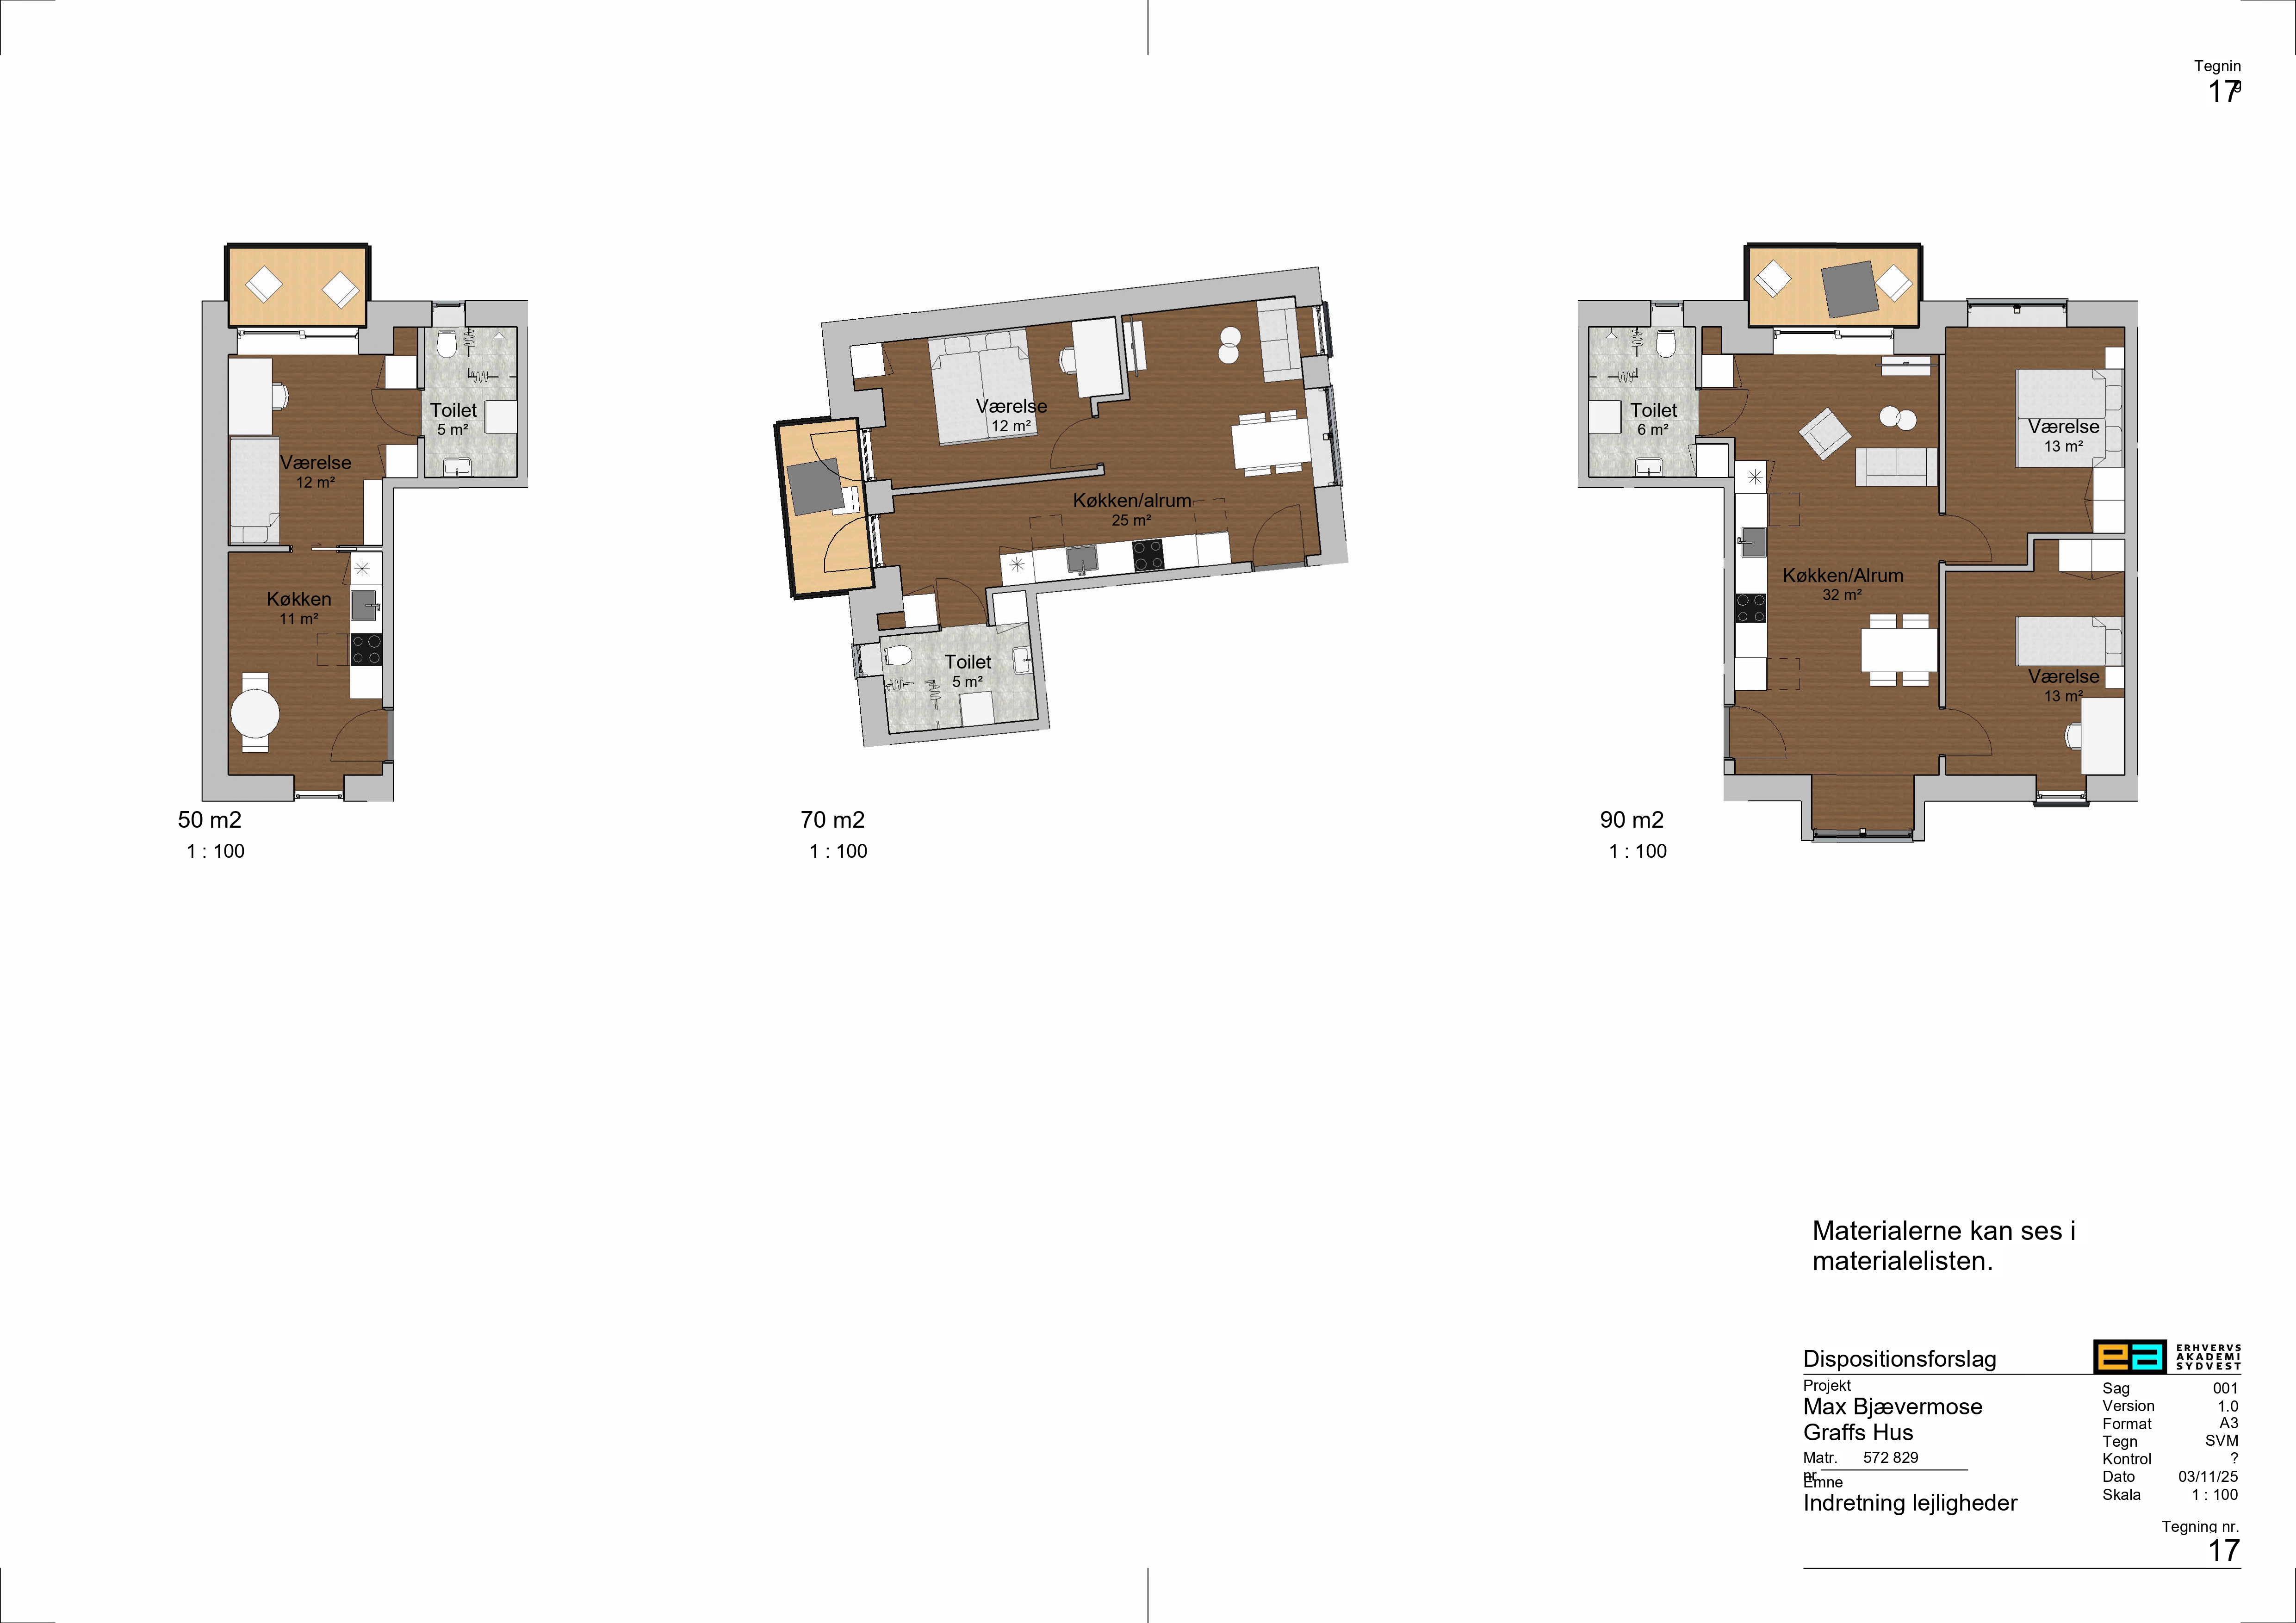 Tegnin
g
17
Toilet
5 m²
Værelse
12 m²
Køkken
11 m²
50 m2
1 : 100
Værelse
12 m²
Køkken/alrum
25 m²
Toilet
5 m²
70 m2
1 : 100
Toilet
6 m²
Værelse
13 m²
Køkken/Alrum
32 m²
Værelse
13 m²
90 m2
1 : 100
Materialerne kan ses i
materialelisten.
Dispositionsforslag
ea ERHVERVS
AKADEMI
SYDVEST
Projekt
Max Bjævermose
Graffs Hus
Matr. 572 829
nr.
Emne
Indretning lejligheder
Sag 001
Version 1.0
Format A3
Tegn SVM
Kontrol ?
Dato 03/11/25
Skala 1 : 100
Tegning nr.
17